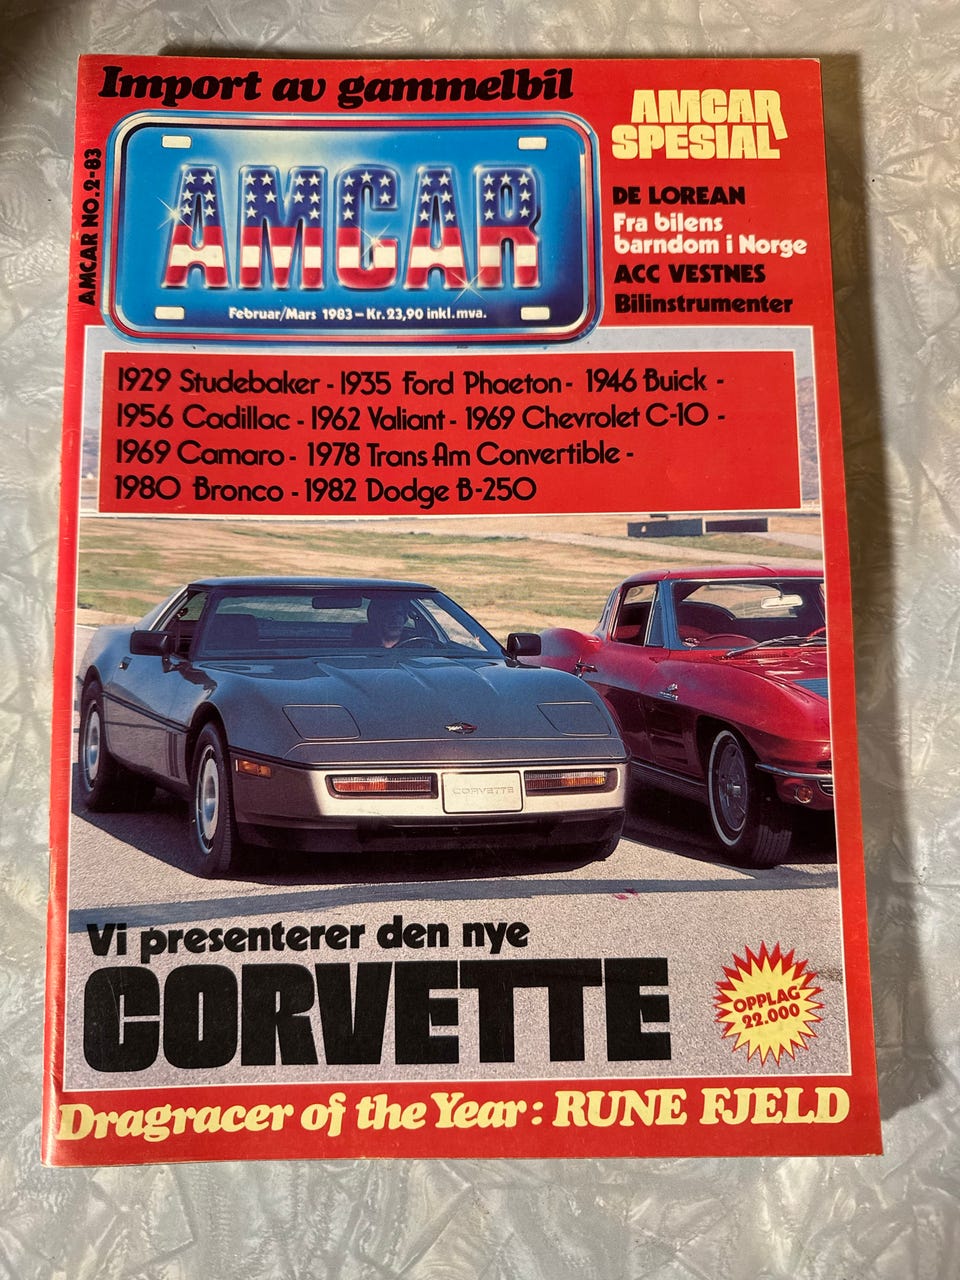 Import av gammelbil
AMCAR NO.2-83
AMCAR
Februar/Mars 1983 – Kr. 23,90 inkl. mva.
AMCAR
SPESIAL
DE LOREAN
Fra bilens
barndom i Norge
ACC VESTNES
Bilinstrumenter
1929 Studebaker - 1935 Ford Phaeton - 1946 Buick -
1956 Cadillac - 1962 Valiant - 1969 Chevrolet C-10 -
1969 Camaro - 1978 Trans Am Convertible -
1980 Bronco - 1982 Dodge B-250
CORVETTE
Vi presenterer den nye
CORVETTE
OPPLAG
22.000
Dragracer of the Year: RUNE FJELD